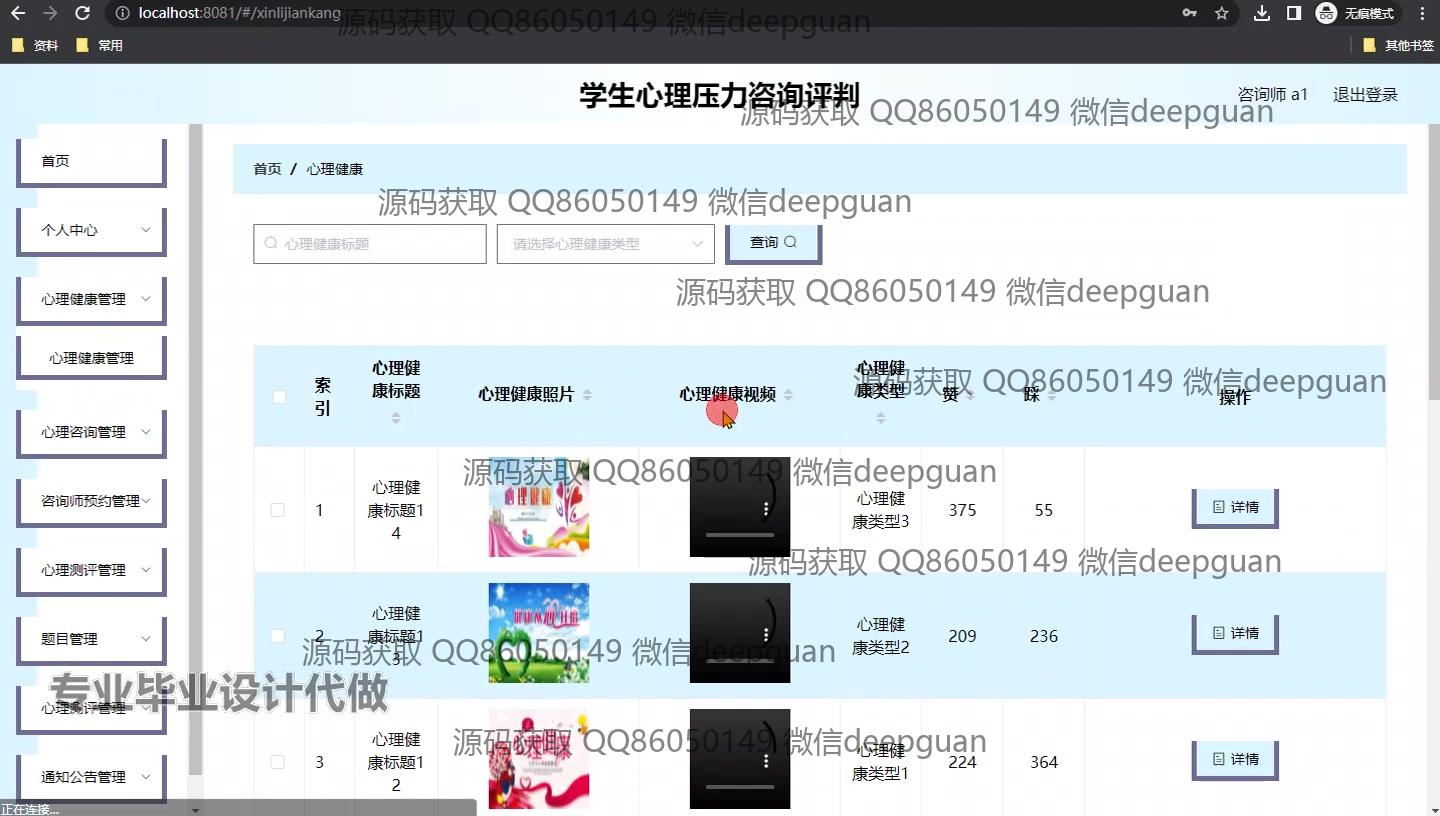 localhost:8081/#/xinlijiankang
无痕模式
资料
常用
其他书签
源码获取 QQ86050149 微信deepguan
学生心理压力咨询评判
咨询师 a1
退出登录
源码获取 QQ86050149 微信deepguan
首页
个人中心
心理健康管理
心理健康管理
心理咨询管理
咨询师预约管理
心理测评管理
题目管理
心理测评管理
通知公告管理
首页 / 心理健康
源码获取 QQ86050149 微信deepguan
心理健康标题
请选择心理健康类型
查询
源码获取 QQ86050149 微信deepguan
索引
心理健康标题
心理健康照片
心理健康视频
心理健康类型
赞
踩
操作
源码获取 QQ86050149 微信deepguan
1
心理健康标题14
心理健康
心理健康类型3
375
55
详情
源码获取 QQ86050149 微信deepguan
源码获取 QQ86050149 微信deepguan
2
心理健康标题13
心理健康类型2
209
236
详情
源码获取 QQ86050149 微信deepguan
专业毕业设计代做
3
心理健康标题12
心理健康类型1
224
364
详情
源码获取 QQ86050149 微信deepguan
正在连接...